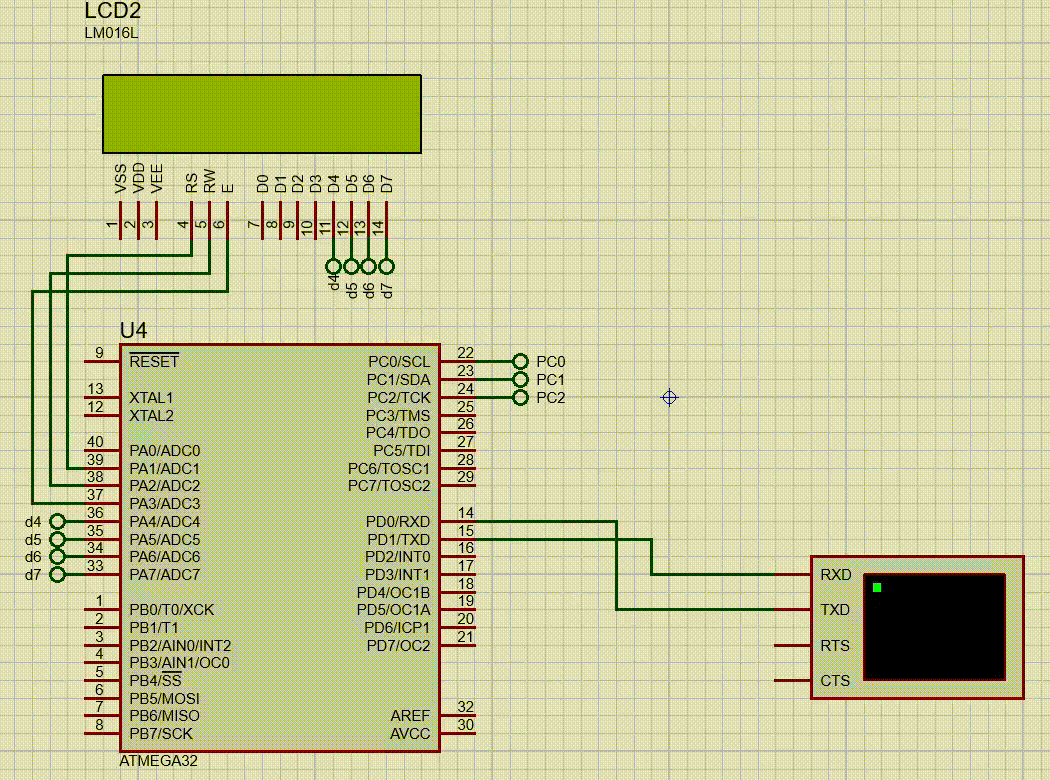 LCD2
LM016L
VSS VDD VEE RS RW E D0 D1 D2 D3 D4 D5 D6 D7
1 2 3 4 5 6 7 8 9 10 11 12 13 14
d4 d5 d6 d7
U4
9 RESET PC0/SCL 22 PC0
PC1/SDA 23 PC1
13 XTAL1 PC2/TCK 24 PC2
12 XTAL2 PC3/TMS 25
PC4/TDO 26
40 PA0/ADC0 PC5/TDI 27
39 PA1/ADC1 PC6/TOSC1 28
38 PA2/ADC2 PC7/TOSC2 29
37 PA3/ADC3
d4 36 PA4/ADC4 PD0/RXD 14
d5 35 PA5/ADC5 PD1/TXD 15
d6 34 PA6/ADC6 PD2/INT0 16
d7 33 PA7/ADC7 PD3/INT1 17 RXD
PD4/OC1B 18
1 PB0/T0/XCK PD5/OC1A 19 TXD
2 PB1/T1 PD6/ICP1 20
3 PB2/AIN0/INT2 PD7/OC2 21 RTS
4 PB3/AIN1/OC0
5 PB4/SS CTS
6 PB5/MOSI
7 PB6/MISO AREF 32
8 PB7/SCK AVCC 30
ATMEGA32